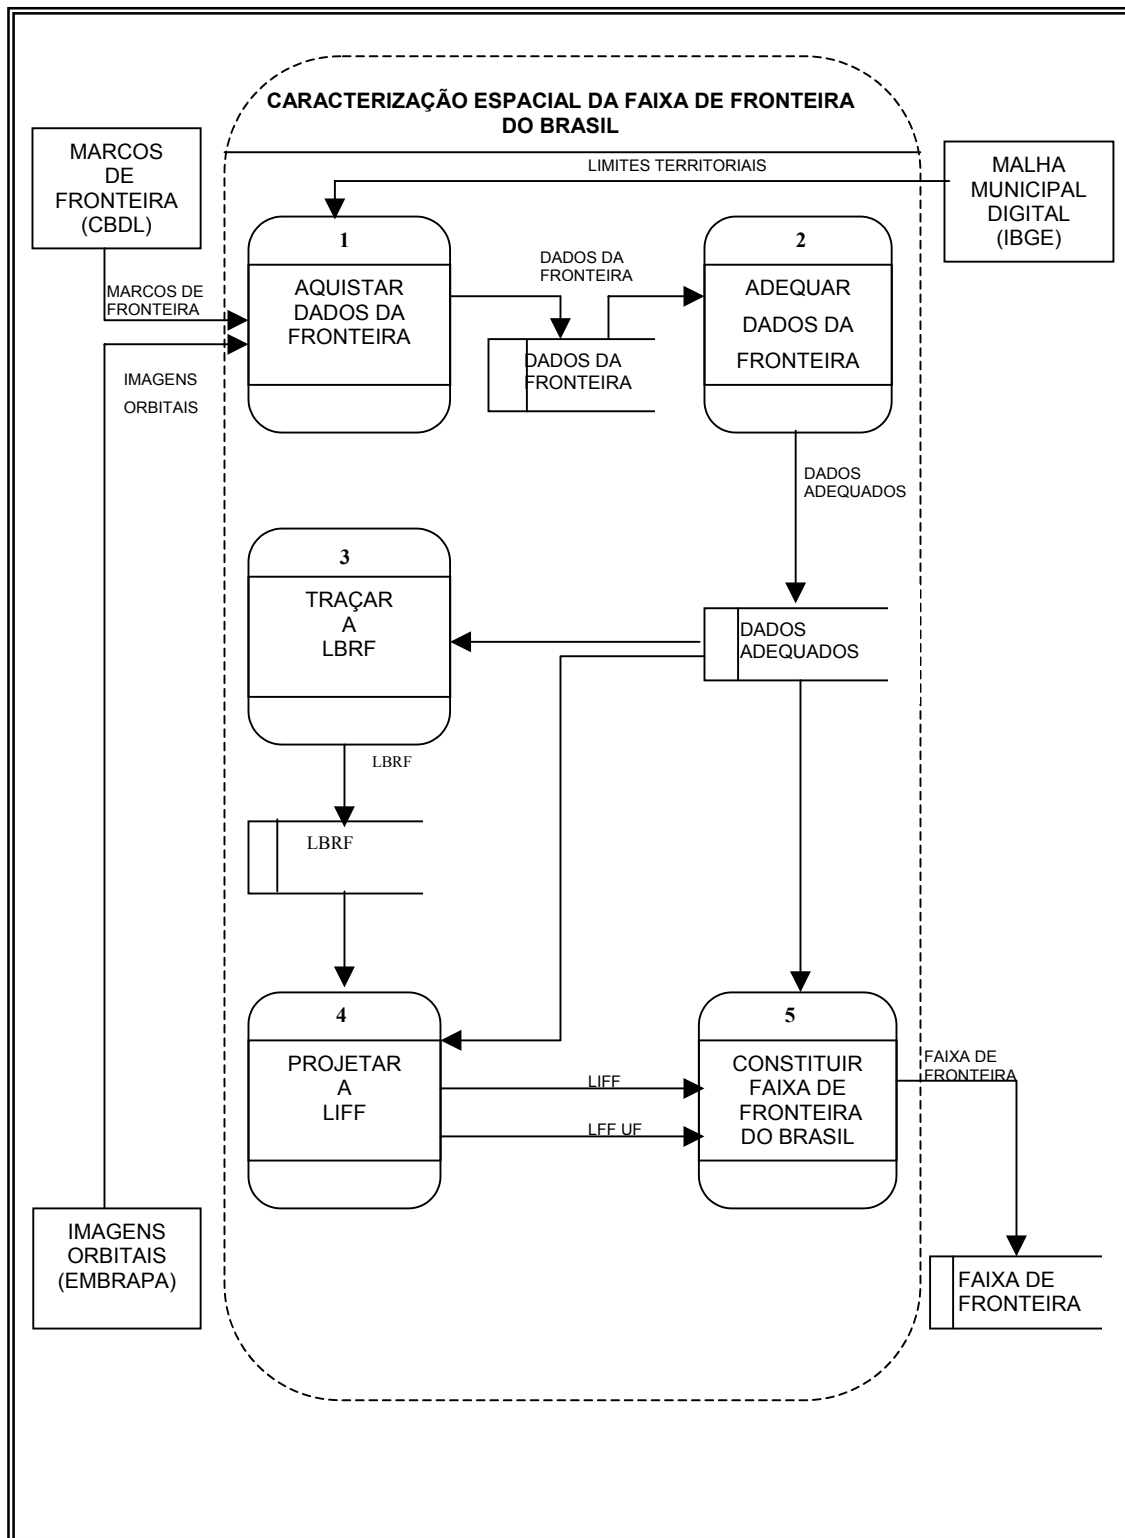 CARACTERIZAÇÃO ESPACIAL DA FAIXA DE FRONTEIRA
DO BRASIL
MARCOS
DE
FRONTEIRA
(CBDL)
LIMITES TERRITORIAIS
MALHA
MUNICIPAL
DIGITAL
(IBGE)
MARCOS DE
FRONTEIRA
IMAGENS
ORBITAIS
1
AQUISTAR
DADOS DA
FRONTEIRA
DADOS DA
FRONTEIRA
DADOS DA
FRONTEIRA
2
ADEQUAR
DADOS DA
FRONTEIRA
DADOS
ADEQUADOS
3
TRAÇAR
A
LBRF
DADOS
ADEQUADOS
LBRF
LBRF
4
PROJETAR
A
LIFF
LIFF
LFF UF
5
CONSTITUIR
FAIXA DE
FRONTEIRA
DO BRASIL
FAIXA DE
FRONTEIRA
IMAGENS
ORBITAIS
(EMBRAPA)
FAIXA DE
FRONTEIRA